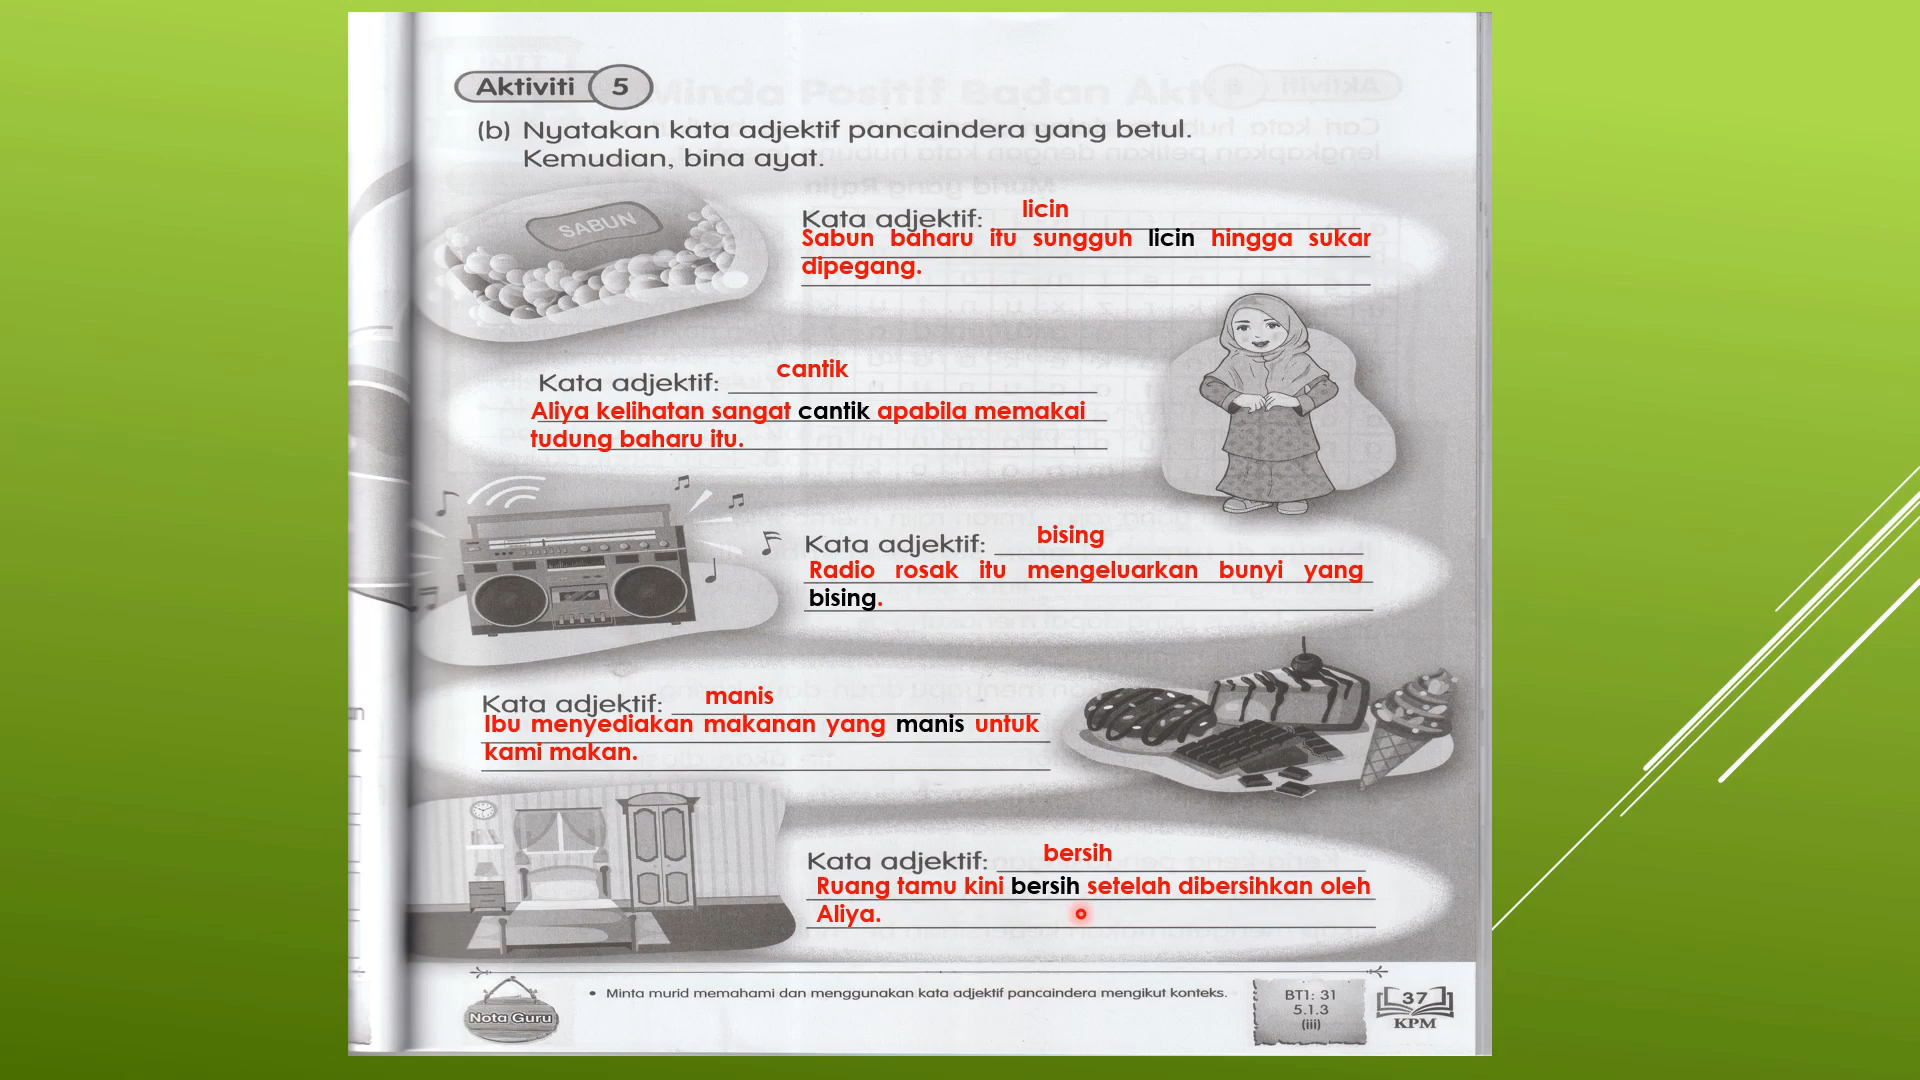 Aktiviti 5
(b) Nyatakan kata adjektif pancaindera yang betul.
Kemudian, bina ayat.
SABUN
Kata adjektif: licin
Sabun baharu itu sungguh licin hingga sukar
dipegang.
Kata adjektif: cantik
Aliya kelihatan sangat cantik apabila memakai
tudung baharu itu.
Kata adjektif: bising
Radio rosak itu mengeluarkan bunyi yang
bising.
Kata adjektif: manis
Ibu menyediakan makanan yang manis untuk
kami makan.
Kata adjektif: bersih
Ruang tamu kini bersih setelah dibersihkan oleh
Aliya.
Nota Guru
• Minta murid memahami dan menggunakan kata adjektif pancaindera mengikut konteks.
BT1: 31
5.1.3
(iii)
37
KPM